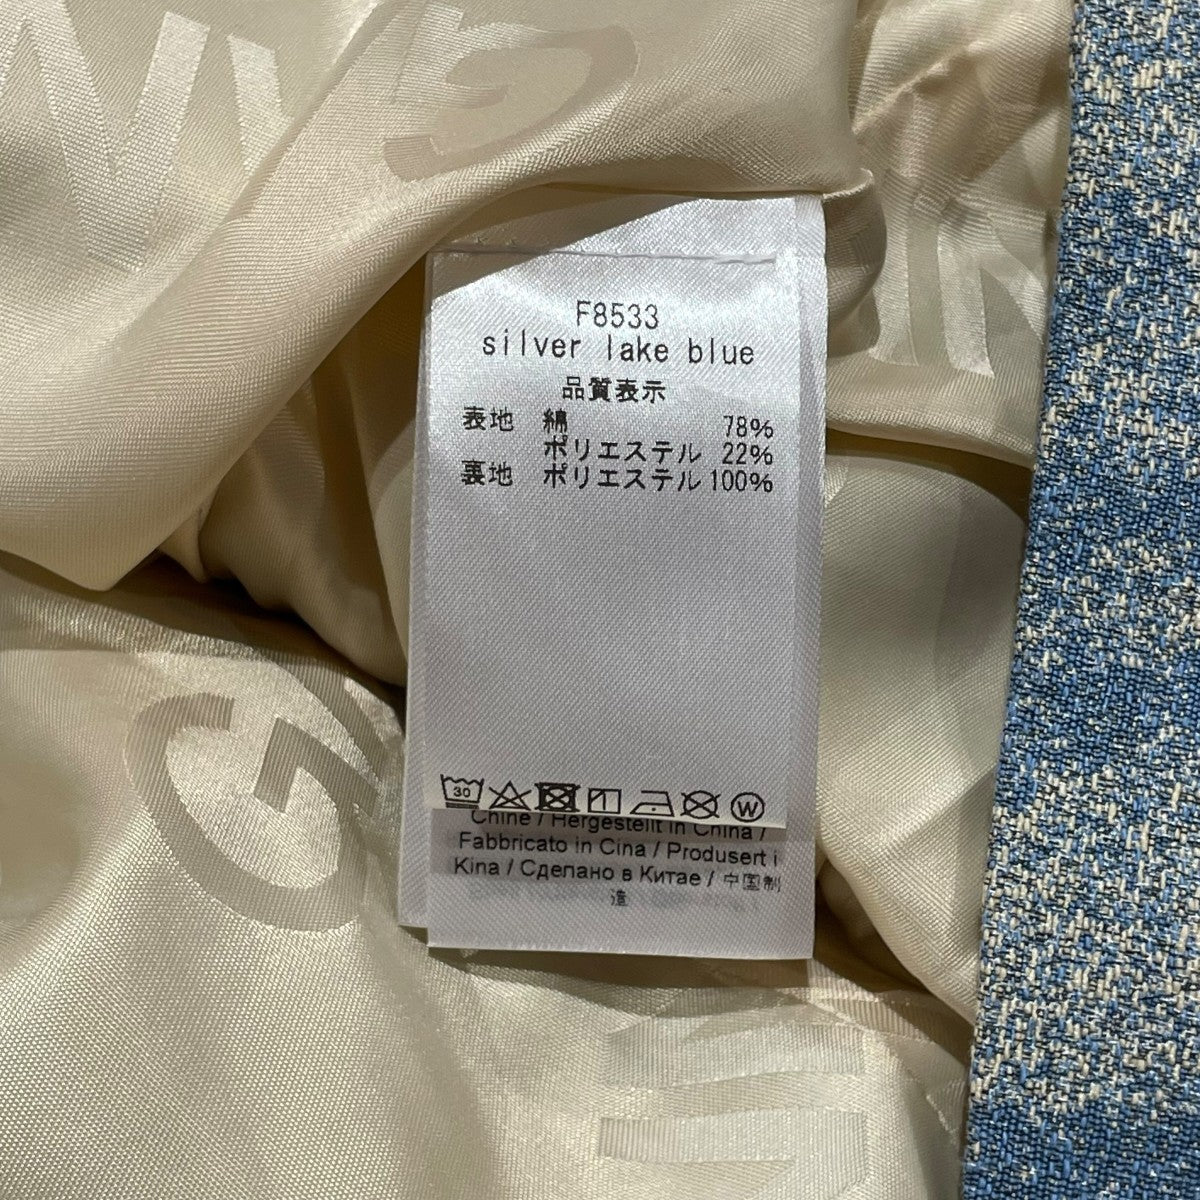 F8533
silver lake blue
品質表示
表地 綿 78%
ポリエステル 22%
裏地 ポリエステル 100%
30
W
Chine / Hergestellt in China /
Fabbricato in Cina / Produsert i
Kina / Сделано в Китае / 中国制
造